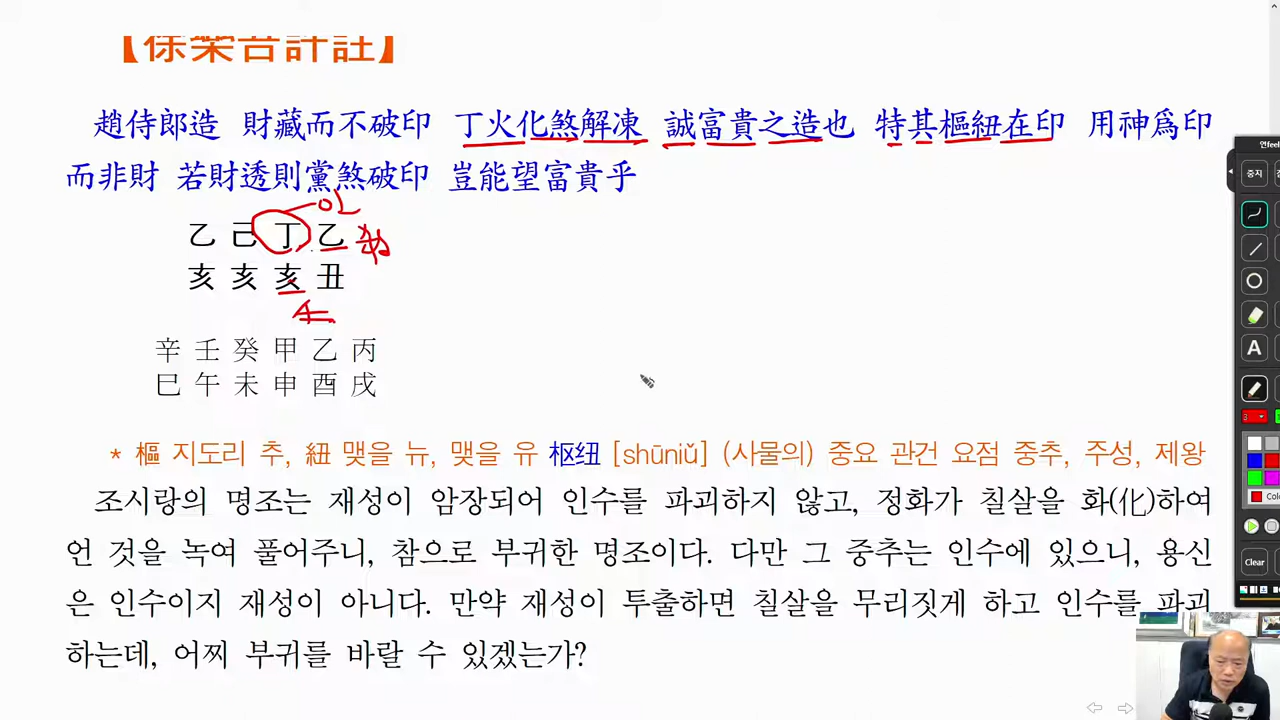 【徐樂吾評註】
趙侍郎造 財藏而不破印 丁火化煞解凍 誠富貴之造也 特其樞紐在印 用神爲印
而非財 若財透則黨煞破印 豈能望富貴乎
乙 己 丁 乙
亥 亥 亥 丑
辛 壬 癸 甲 乙 丙
巳 午 未 申 酉 戌
* 樞 지도리 추, 紐 맺을 뉴, 맺을 유 枢纽 [shūniǔ] (사물의) 중요 관건 요점 중추, 주성, 제왕
조시랑의 명조는 재성이 암장되어 인수를 파괴하지 않고, 정화가 칠살을 화(化)하여
언 것을 녹여 풀어주니, 참으로 부귀한 명조이다. 다만 그 중추는 인수에 있으니, 용신
은 인수이지 재성이 아니다. 만약 재성이 투출하면 칠살을 무리짓게 하고 인수를 파괴
하는데, 어찌 부귀를 바랄 수 있겠는가?
중지
A
Clear